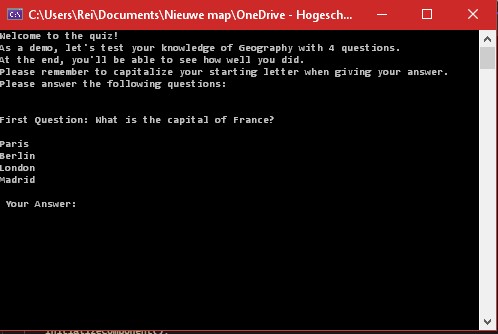 C:\Users\Rei\Documents\Nieuwe map\OneDrive - Hogesch...
Welcome to the quiz!
As a demo, let's test your knowledge of Geography with 4 questions.
At the end, you'll be able to see how well you did.
Please remember to capitalize your starting letter when giving your answer.
Please answer the following questions:
First Question: What is the capital of France?
Paris
Berlin
London
Madrid
Your Answer:
InitializeComponent();